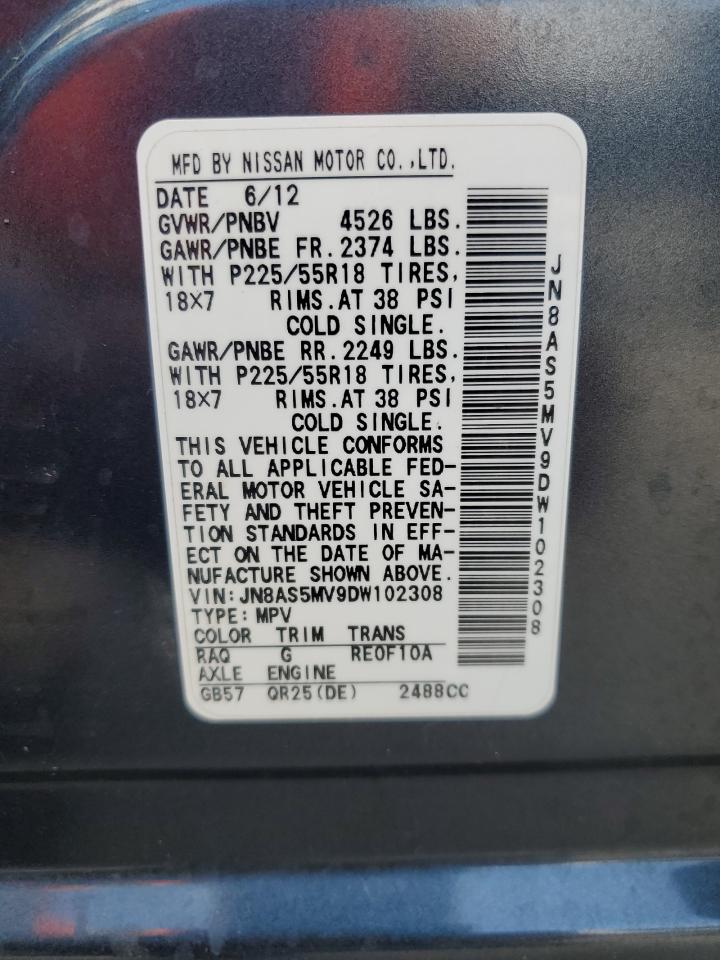 MFD BY NISSAN MOTOR CO.,LTD.
DATE 6/12
GVWR/PNBV 4526 LBS.
GAWR/PNBE FR.2374 LBS.
WITH P225/55R18 TIRES,
18X7 RIMS.AT 38 PSI
COLD SINGLE.
GAWR/PNBE RR.2249 LBS.
WITH P225/55R18 TIRES,
18X7 RIMS.AT 38 PSI
COLD SINGLE.
THIS VEHICLE CONFORMS
TO ALL APPLICABLE FED-
ERAL MOTOR VEHICLE SA-
FETY AND THEFT PREVEN-
TION STANDARDS IN EFF-
ECT ON THE DATE OF MA-
NUFACTURE SHOWN ABOVE.
VIN:JN8AS5MV9DW102308
TYPE:MPV
COLOR TRIM TRANS
RAQ G RE0F10A
AXLE ENGINE
GB57 QR25(DE) 2488CC
JN8AS5MV9DW102308